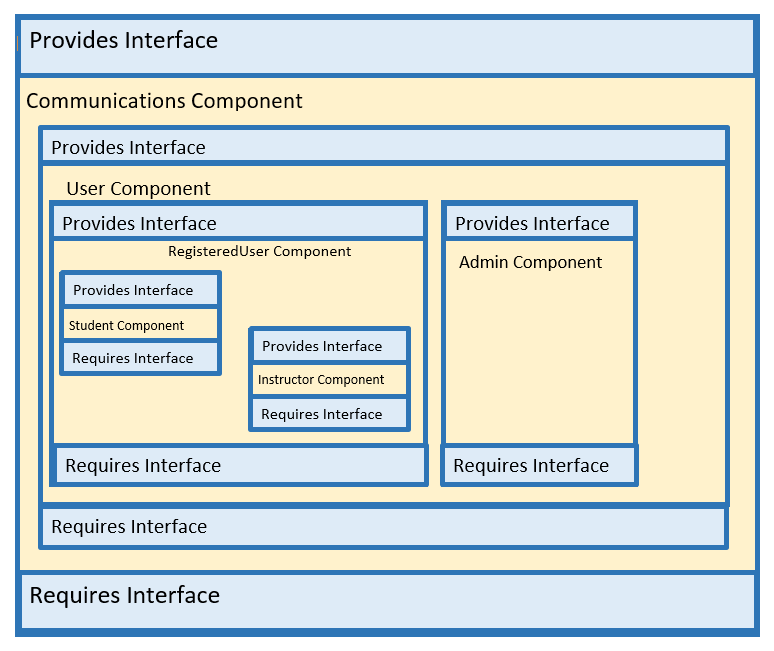 Provides Interface
Communications Component
Provides Interface
User Component
Provides Interface
RegisteredUser Component
Provides Interface
Student Component
Requires Interface
Provides Interface
Instructor Component
Requires Interface
Requires Interface
Provides Interface
Admin Component
Requires Interface
Requires Interface
Requires Interface